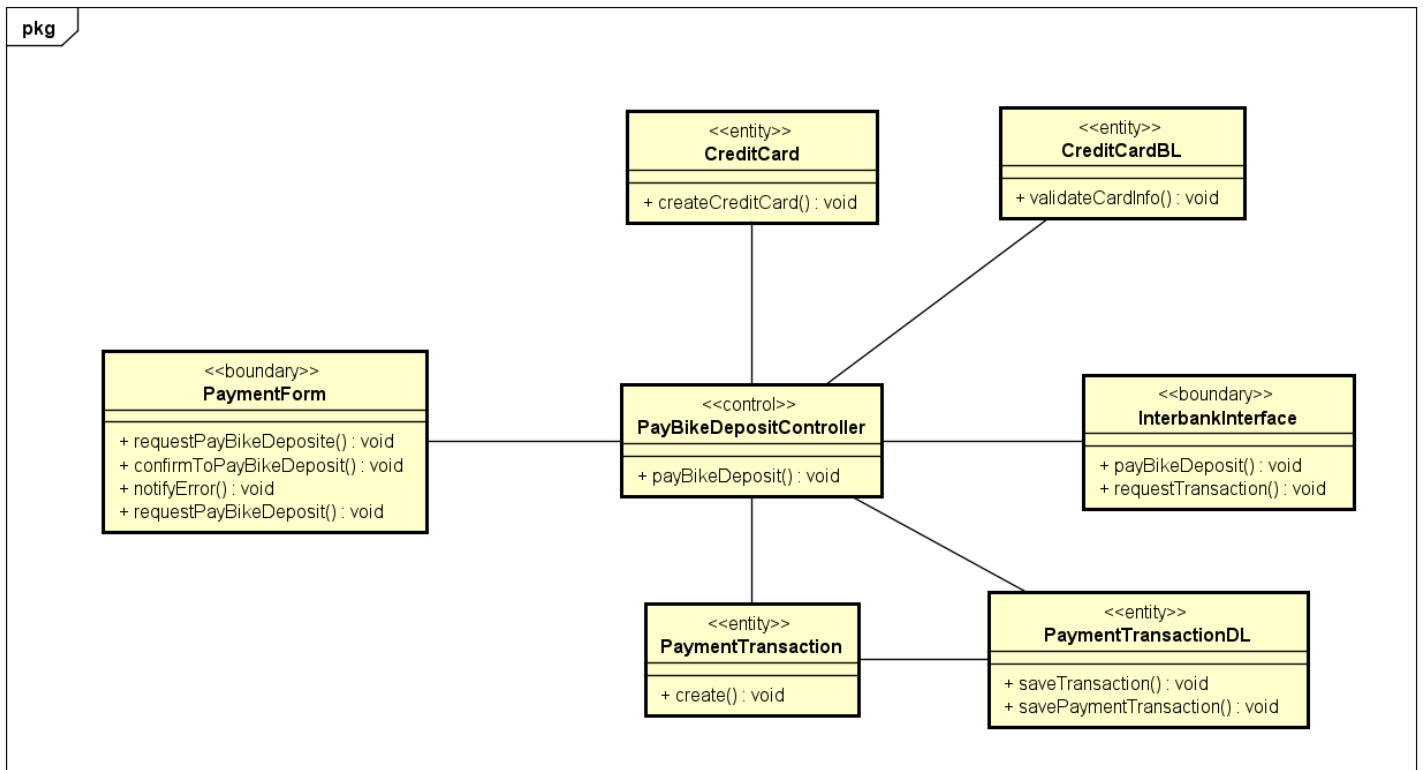 pkg
<<entity>>
CreditCard
+ createCreditCard() : void
<<entity>>
CreditCardBL
+ validateCardInfo() : void
<<boundary>>
PaymentForm
+ requestPayBikeDeposite() : void
+ confirmToPayBikeDeposit() : void
+ notifyError() : void
+ requestPayBikeDeposit() : void
<<control>>
PayBikeDepositController
+ payBikeDeposit() : void
<<boundary>>
InterbankInterface
+ payBikeDeposit() : void
+ requestTransaction() : void
<<entity>>
PaymentTransaction
+ create() : void
<<entity>>
PaymentTransactionDL
+ saveTransaction() : void
+ savePaymentTransaction() : void